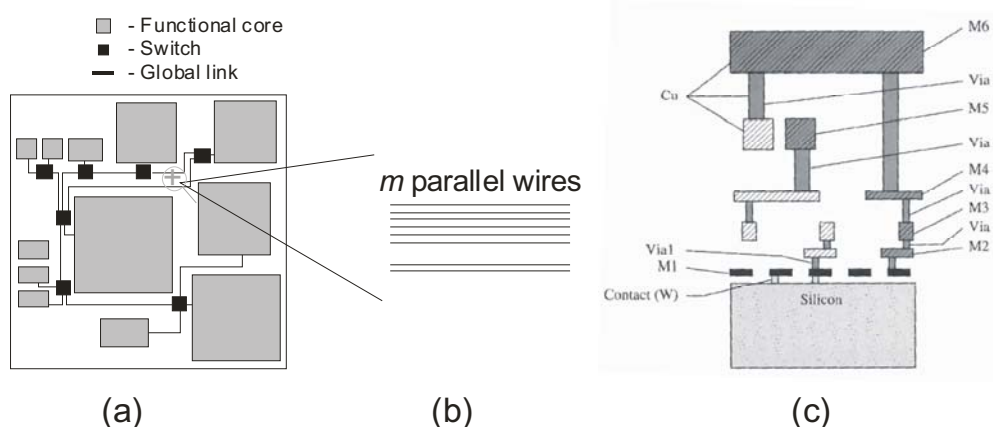 - Functional core
- Switch
- Global link
m parallel wires
M6
Via
Cu
M5
Via
M4
Via
M3
Via
Via1
M2
M1
Contact (W)
Silicon
(a)
(b)
(c)